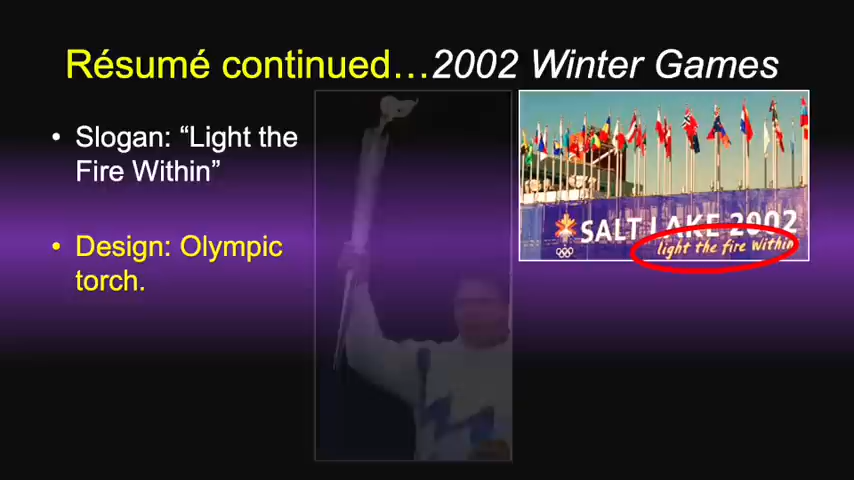 Résumé continued…2002 Winter Games
• Slogan: “Light the
Fire Within”
• Design: Olympic
torch.
SALT LAKE 2002
light the fire within